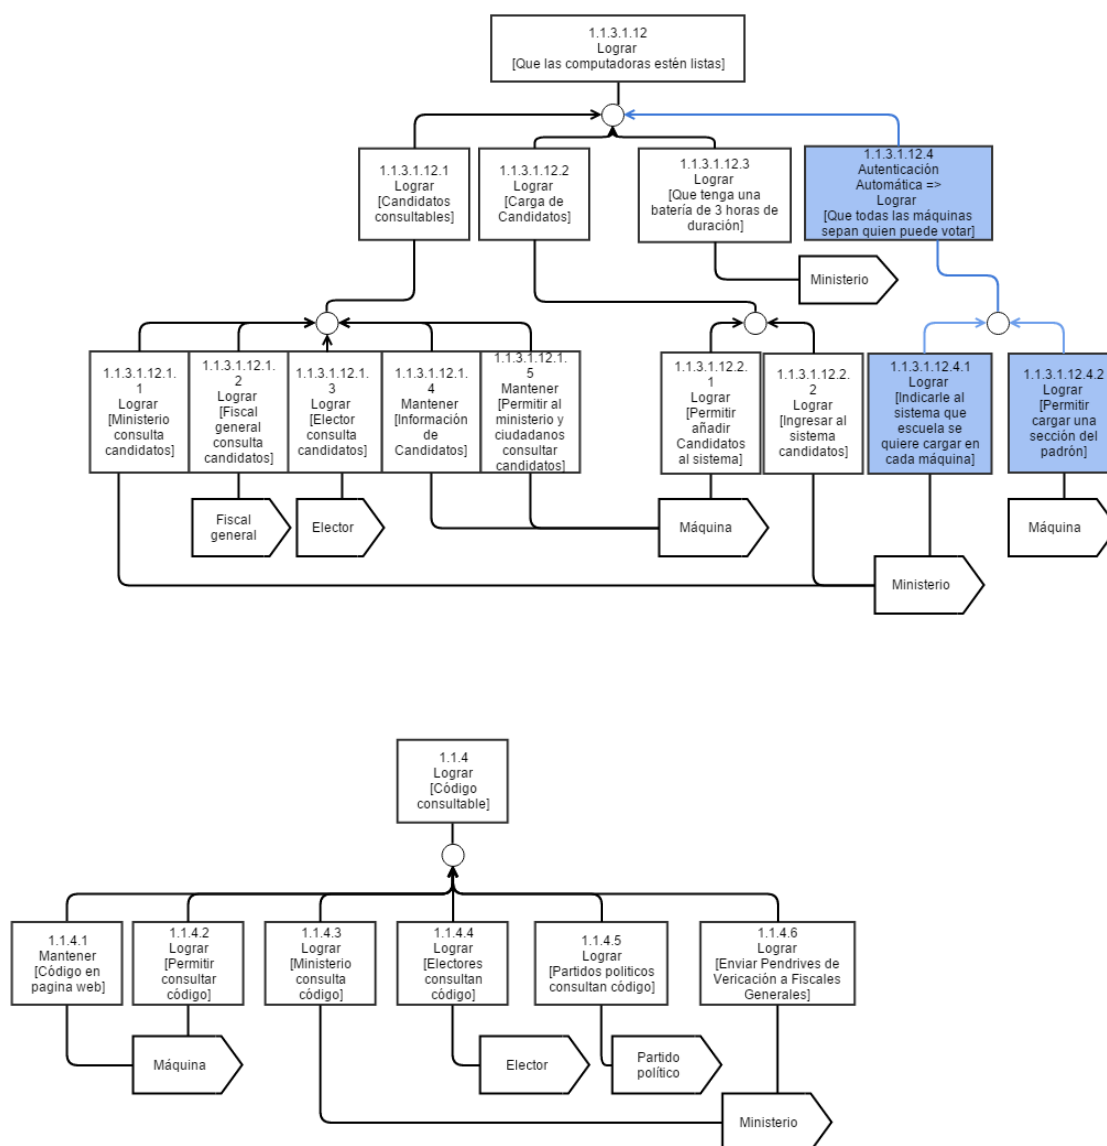 1.1.3.1.12
Lograr
[Que las computadoras estén listas]
1.1.3.1.12.1
Lograr
[Candidatos
consultables]
1.1.3.1.12.2
Lograr
[Carga de
Candidatos]
1.1.3.1.12.3
Lograr
[Que tenga una
batería de 3 horas de
duración]
1.1.3.1.12.4
Autenticación
Automática =>
Lograr
[Que todas las máquinas
sepan quien puede votar]
Ministerio
1.1.3.1.12.1.
1
Lograr
[Ministerio
consulta
candidatos]
1.1.3.1.12.1.
2
Lograr
[Fiscal
general
consulta
candidatos]
1.1.3.1.12.1.
3
Lograr
[Elector
consulta
candidatos]
1.1.3.1.12.1.
4
Mantener
[Información
de
Candidatos]
1.1.3.1.12.1.
5
Mantener
[Permitir al
ministerio y
ciudadanos
consultar
candidatos]
1.1.3.1.12.2.
1
Lograr
[Permitir
añadir
Candidatos
al sistema]
1.1.3.1.12.2.
2
Lograr
[Ingresar al
sistema
candidatos]
1.1.3.1.12.4.1
Lograr
[Indicarle al
sistema que
escuela se
quiere cargar en
cada máquina]
1.1.3.1.12.4.2
Lograr
[Permitir
cargar una
sección del
padrón]
Fiscal
general
Elector
Máquina
Máquina
Ministerio
1.1.4
Lograr
[Código
consultable]
1.1.4.1
Mantener
[Código en
pagina web]
1.1.4.2
Lograr
[Permitir
consultar
código]
1.1.4.3
Lograr
[Ministerio
consulta
código]
1.1.4.4
Lograr
[Electores
consultan
código]
1.1.4.5
Lograr
[Partidos politicos
consultan código]
1.1.4.6
Lograr
[Enviar Pendrives de
Vericación a Fiscales
Generales]
Máquina
Elector
Partido
político
Ministerio